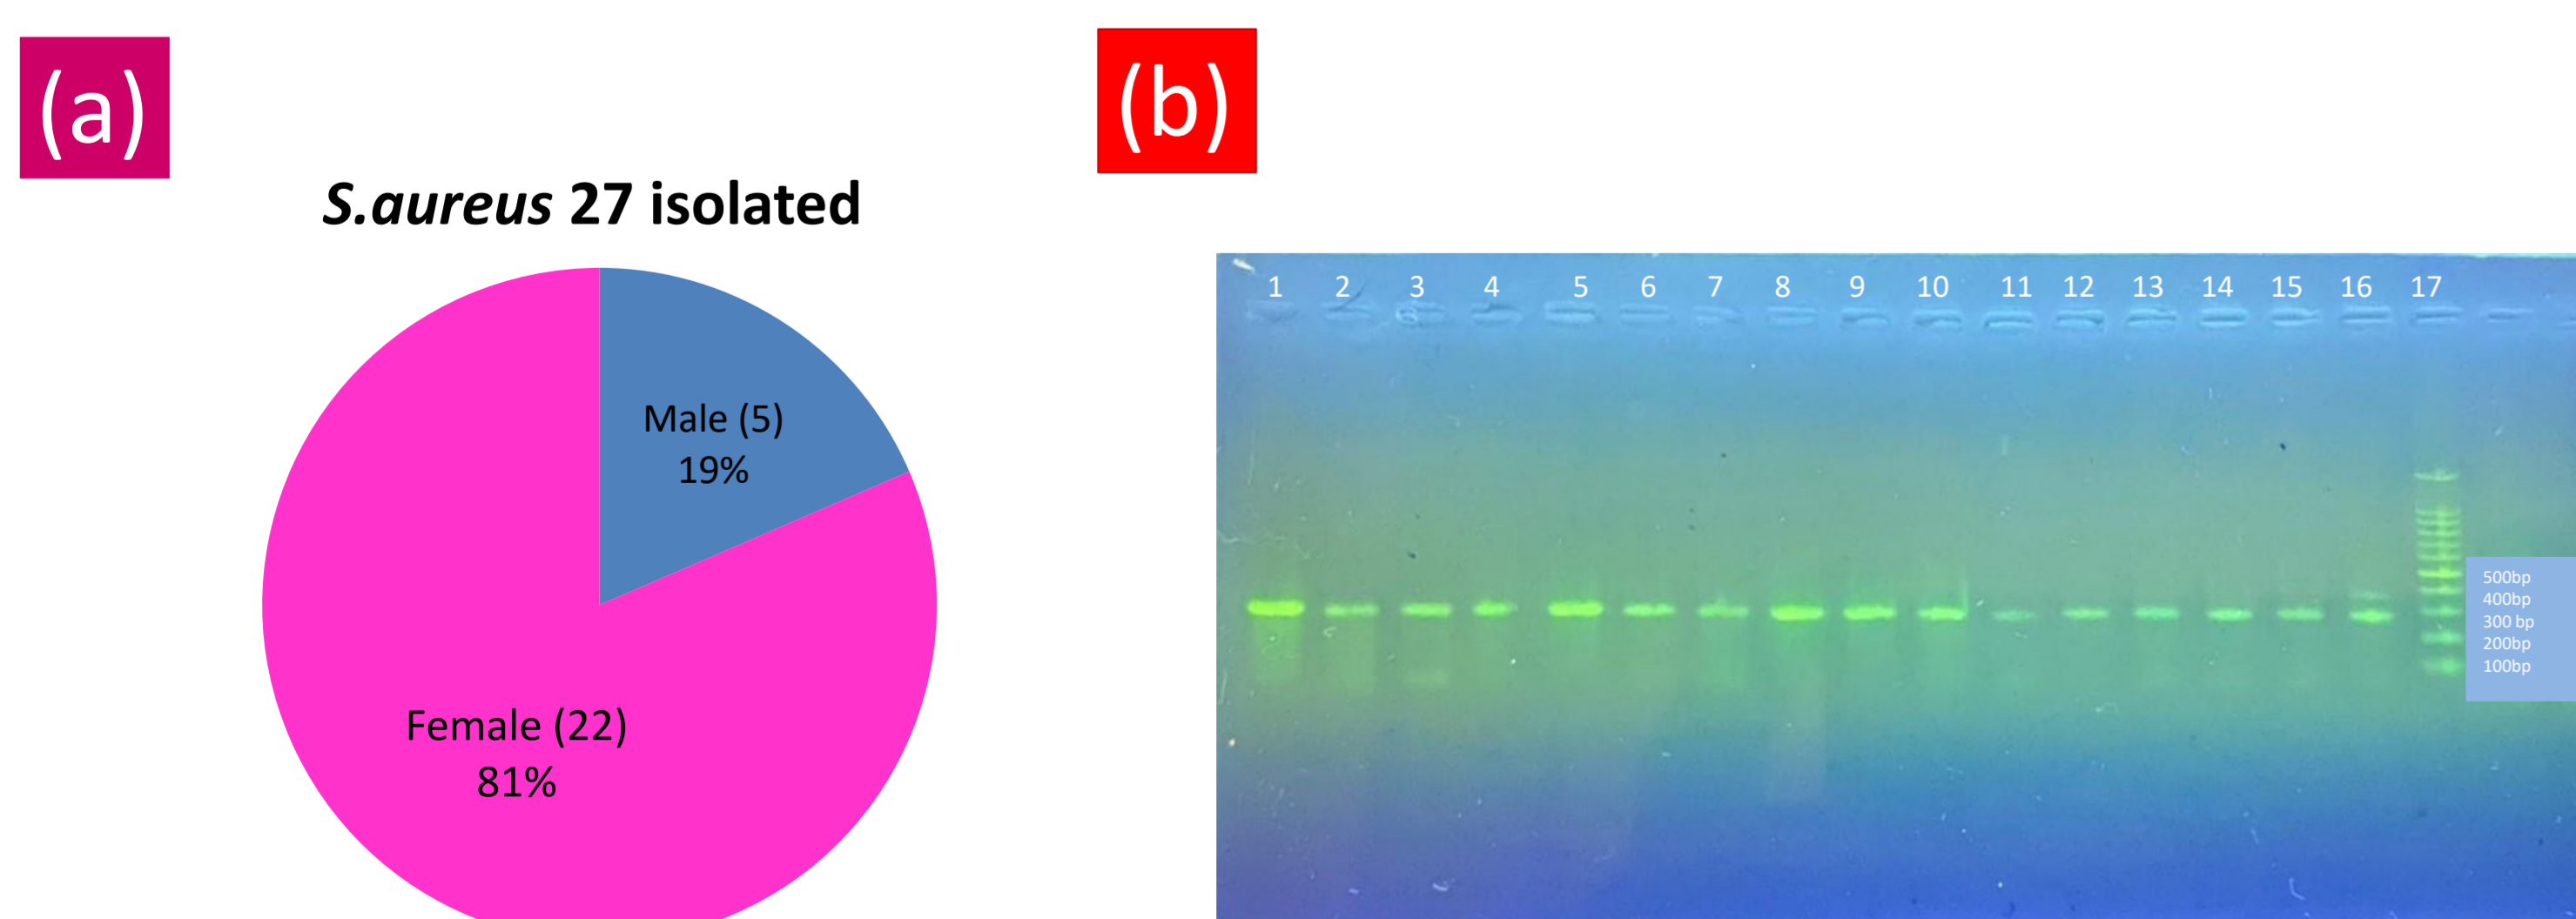 (a)
S.aureus 27 isolated
Male (5)
19%
Female (22)
81%
(b)
1 2 3 4 5 6 7 8 9 10 11 12 13 14 15 16 17
500bp
400bp
300 bp
200bp
100bp